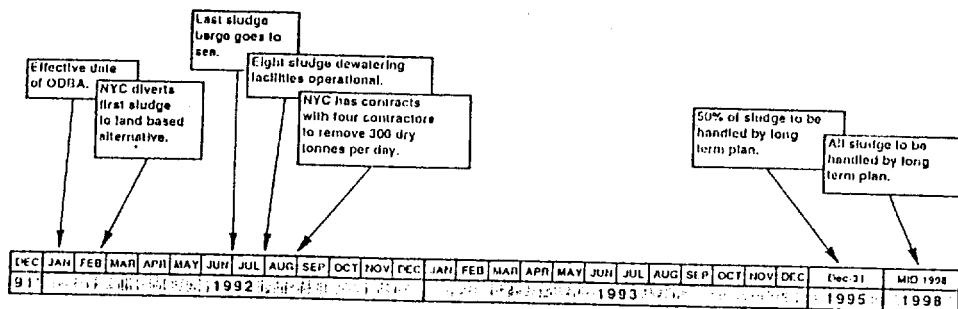 Last sludge
barge goes to
sea.
Effective date
of ODBA.
Eight sludge dewatering
facilities operational.
NYC diverts
first sludge
to land based
alternative.
NYC has contracts
with four contractors
to remove 300 dry
tonnes per day.
50% of sludge to be
handled by long
term plan.
All sludge to be
handled by long
term plan.
DEC JAN FEB MAR APR MAY JUN JUL AUG SEP OCT NOV DEC JAN FEB MAR APR MAY JUN JUL AUG SEP OCT NOV DEC Dec-31 MID 1998
91 1992 1993 1995 1998